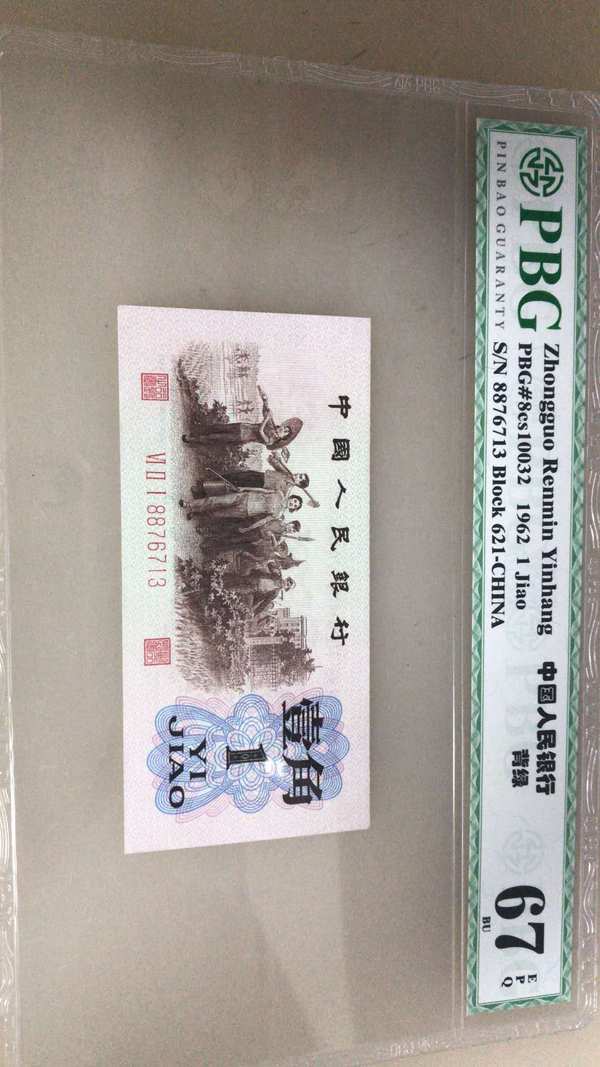 PBG
PIN BAO GUARANTY
Zhongguo Renmin Yinhang
PBG#8cs10032 1962 1 Jiao
S/N 8876713 Block 621-CHINA
中国人民银行
背绿
67
EPQ
BU
中國人民銀行
壹角
1
YI
JIAO
VI II I 8876713